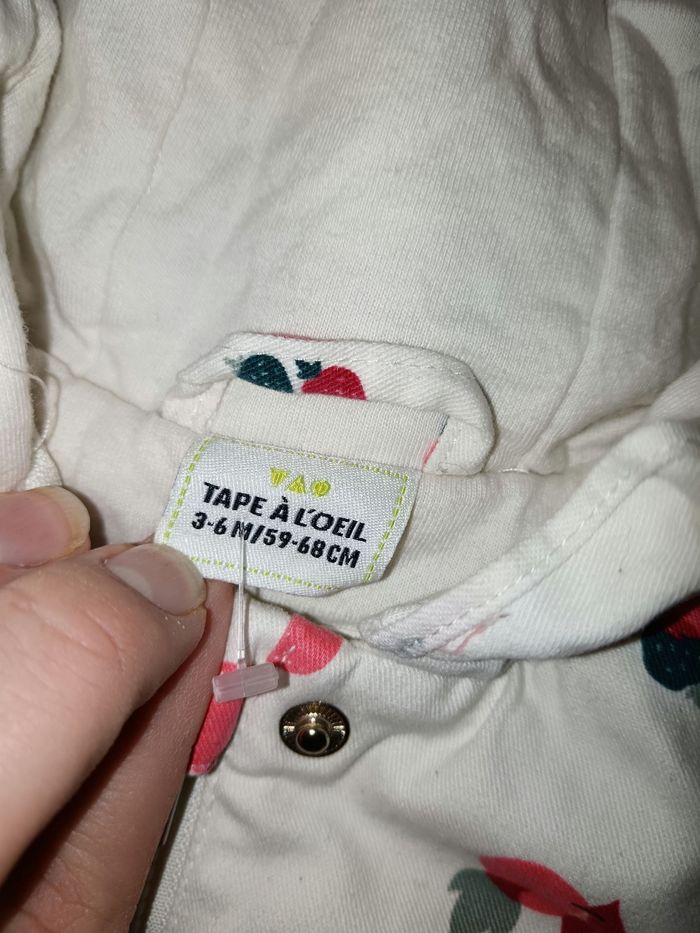 TAO
TAPE À L'OEIL
3-6 M/59-68 CM